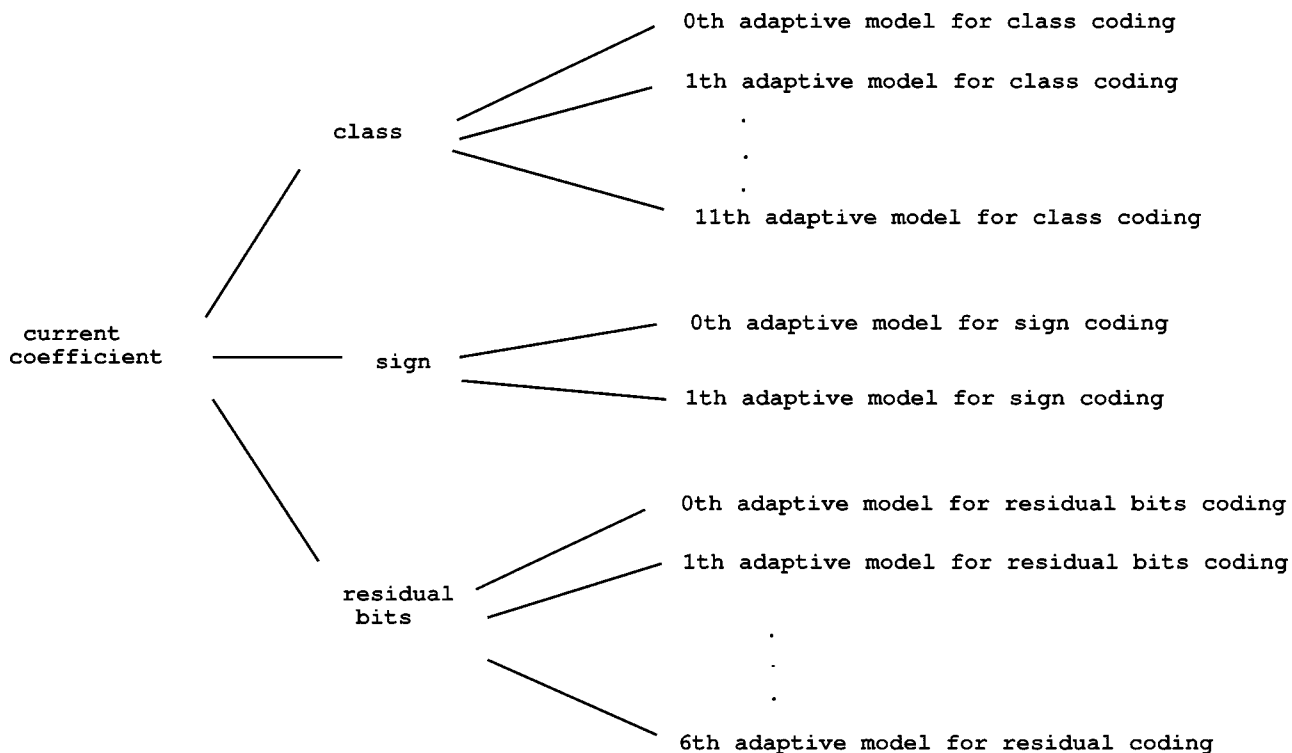 0th adaptive model for class coding
1th adaptive model for class coding
.
.
.
class
11th adaptive model for class coding
current
coefficient
0th adaptive model for sign coding
sign
1th adaptive model for sign coding
0th adaptive model for residual bits coding
1th adaptive model for residual bits coding
residual
bits
.
.
.
6th adaptive model for residual coding